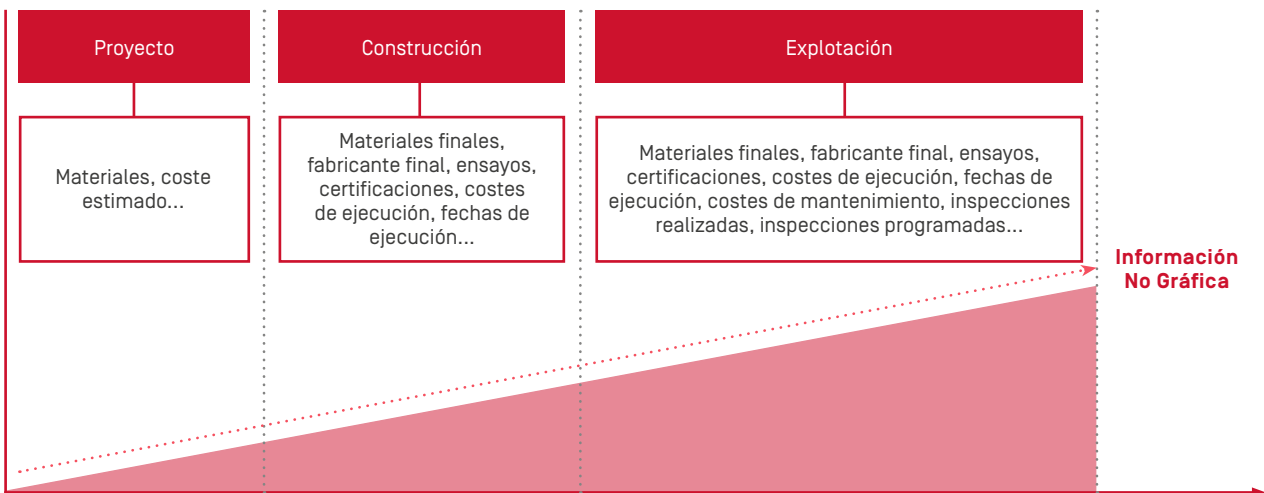 Proyecto
Construcción
Explotación
Materiales, coste
estimado...
Materiales finales,
fabricante final, ensayos,
certificaciones, costes
de ejecución, fechas de
ejecución...
Materiales finales, fabricante final, ensayos,
certificaciones, costes de ejecución, fechas de
ejecución, costes de mantenimiento, inspecciones
realizadas, inspecciones programadas...
Información
No Gráfica